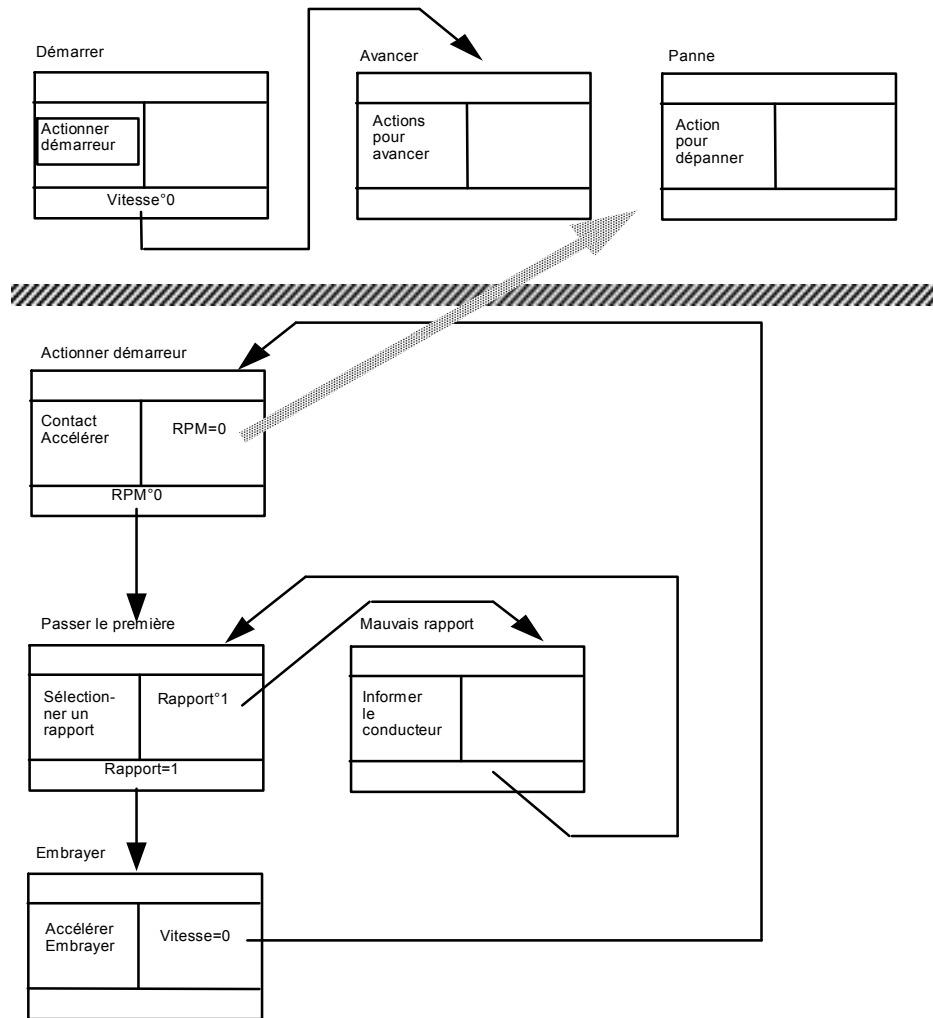 Démarrer
Avancer
Panne
Actionner
démarreur
Actions
pour
avancer
Action
pour
dépanner
Vitesse°0
Actionner démarreur
Contact
Accélérer
RPM=0
RPM°0
Passer le première
Mauvais rapport
Sélection-
ner un
rapport
Rapport°1
Informer
le
conducteur
Rapport=1
Embrayer
Accélérer
Embrayer
Vitesse=0